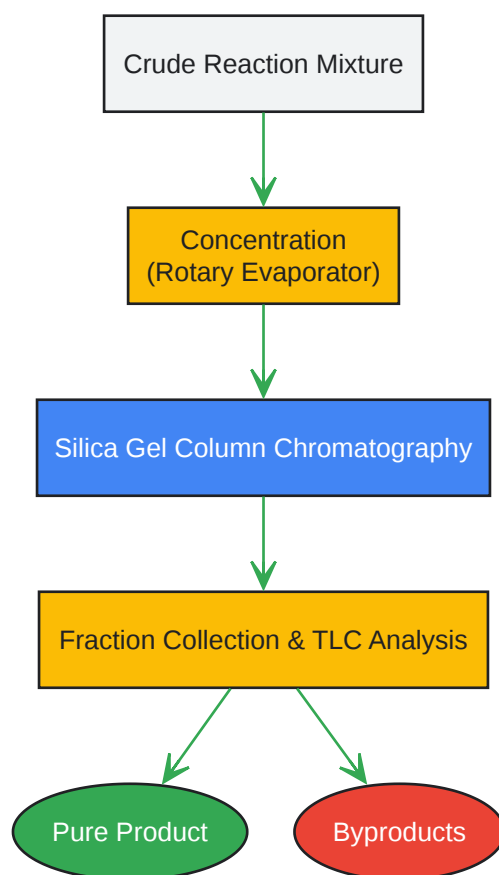 Crude Reaction Mixture
Concentration
(Rotary Evaporator)
Silica Gel Column Chromatography
Fraction Collection & TLC Analysis
Pure Product
Byproducts